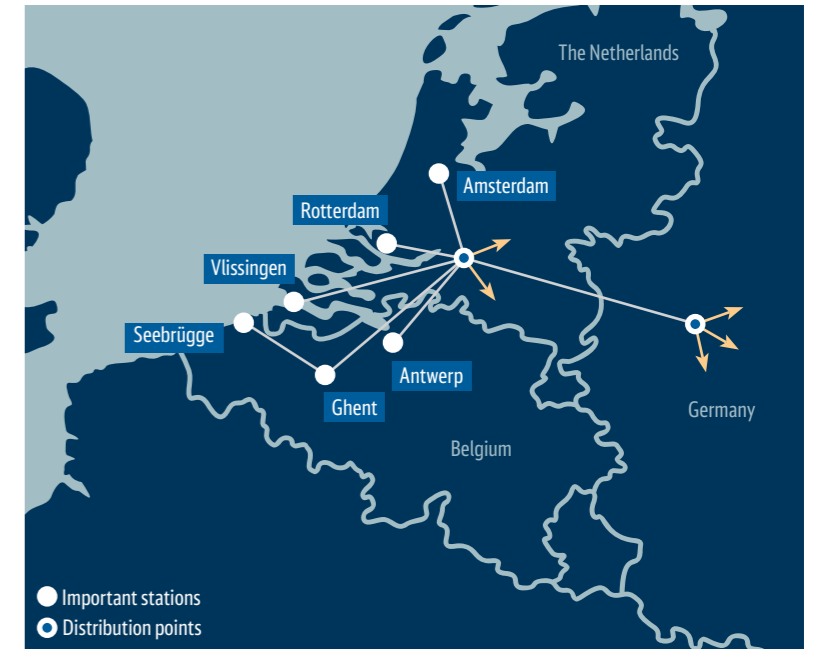 The Netherlands
Amsterdam
Rotterdam
Vlissingen
Seebrügge
Antwerp
Ghent
Germany
Belgium
Important stations
Distribution points